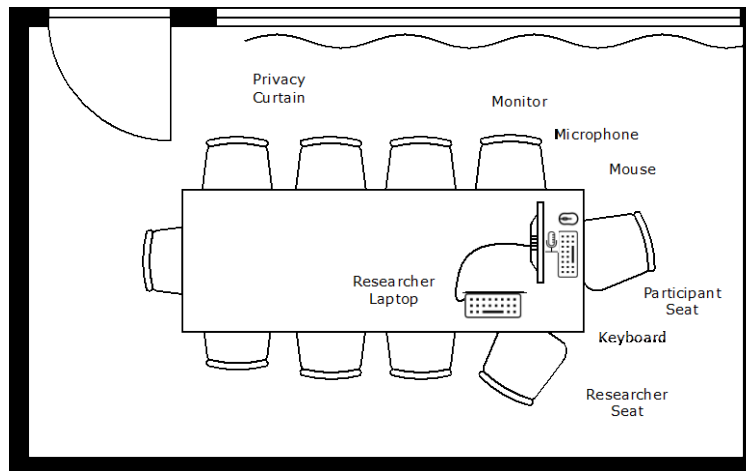 Privacy
Curtain
Monitor
Microphone
Mouse
Researcher
Laptop
Participant
Seat
Keyboard
Researcher
Seat